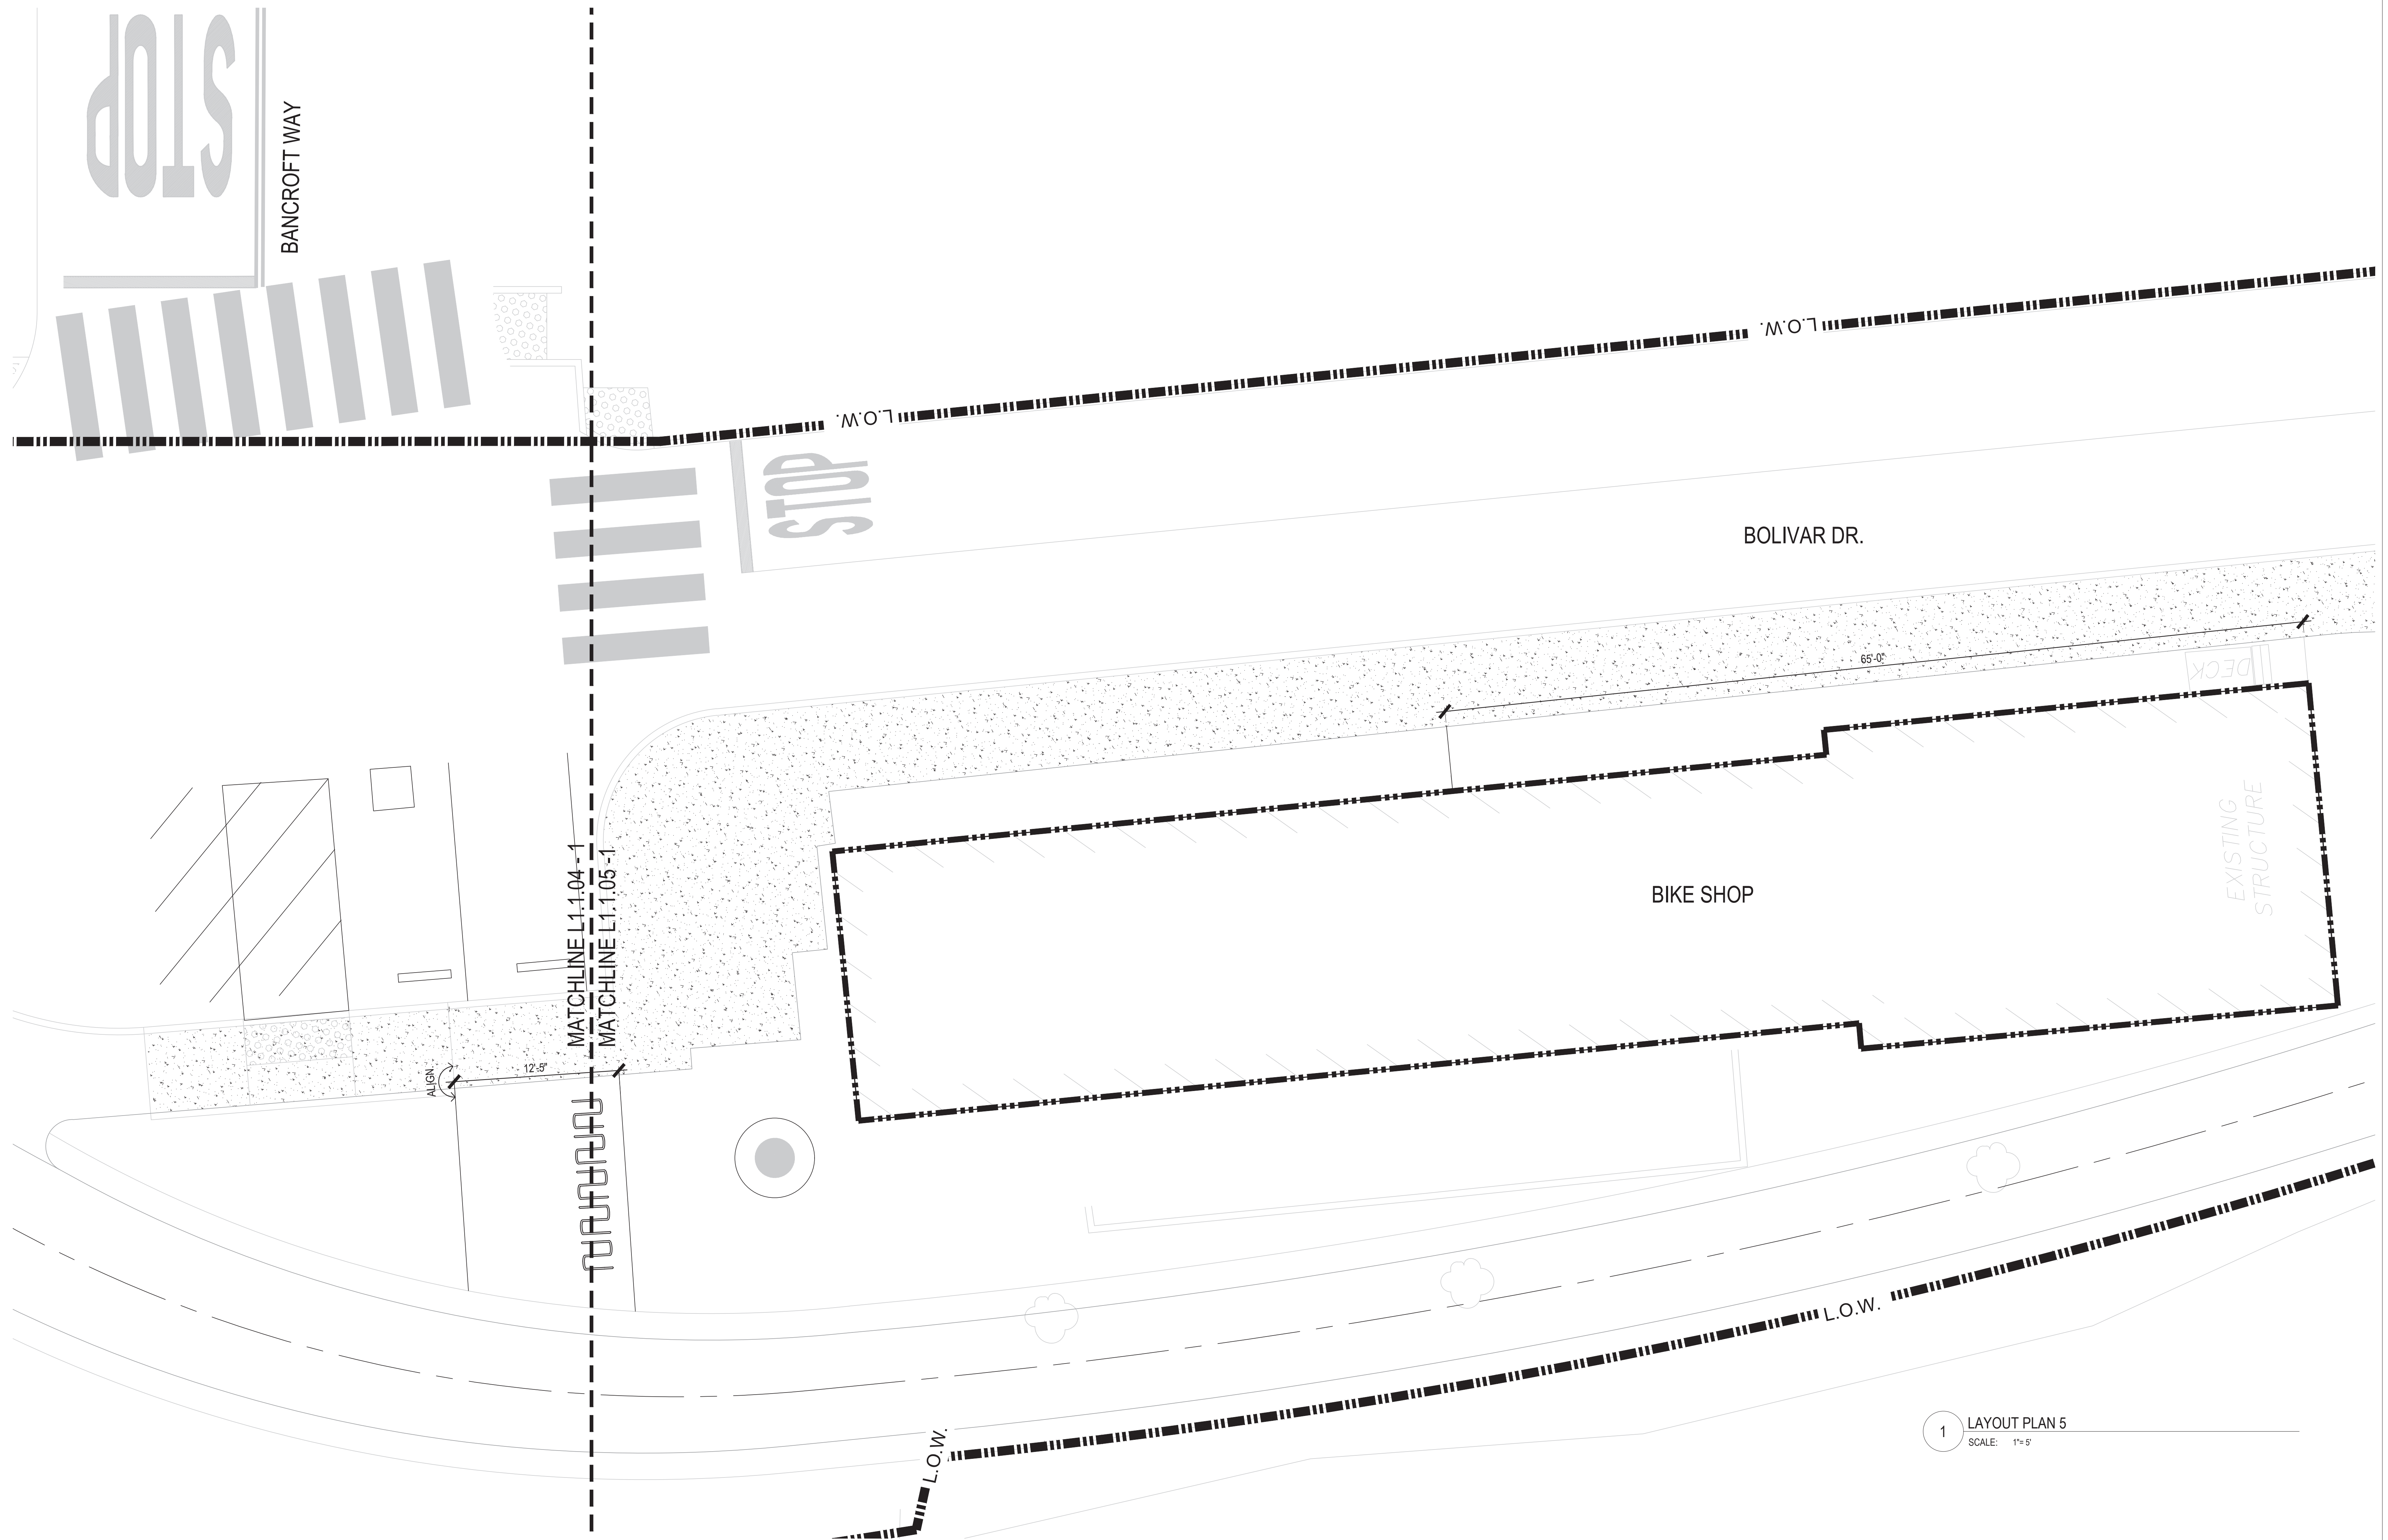 STOP
BANCROFT WAY
L.O.W.
L.O.W.
STOP
BOLIVAR DR.
65'-0"
DECK
EXISTING
STRUCTURE
BIKE SHOP
MATCHLINE L1.1.04 - 1
MATCHLINE L1.1.05 -1
ALIGN.
12'-5"
L.O.W.
L.O.W.
1
LAYOUT PLAN 5
SCALE: 1"= 5'